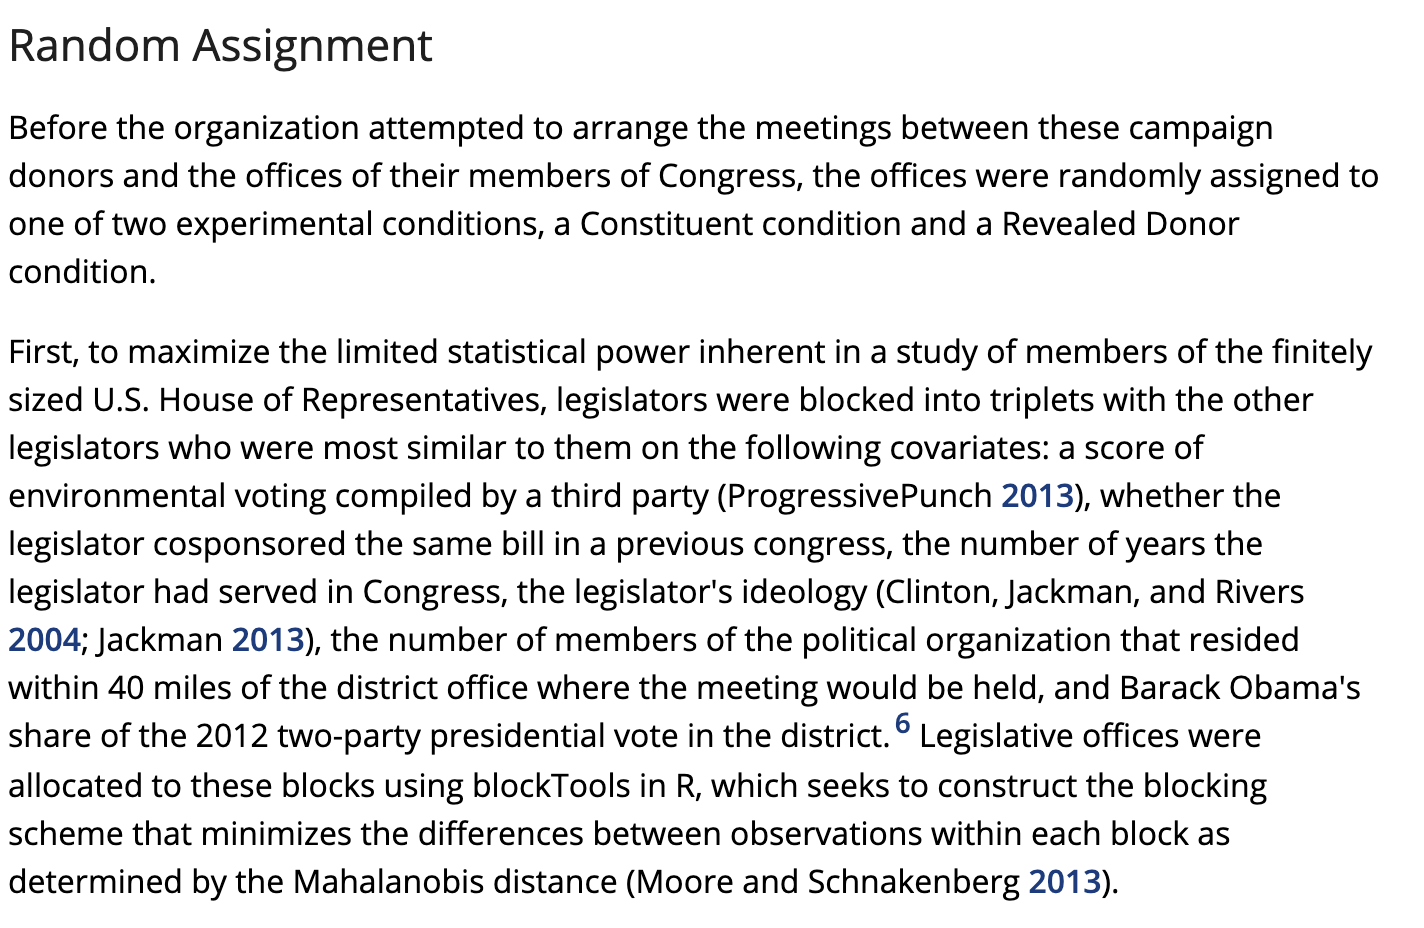 Random Assignment
Before the organization attempted to arrange the meetings between these campaign
donors and the offices of their members of Congress, the offices were randomly assigned to
one of two experimental conditions, a Constituent condition and a Revealed Donor
condition.
First, to maximize the limited statistical power inherent in a study of members of the finitely
sized U.S. House of Representatives, legislators were blocked into triplets with the other
legislators who were most similar to them on the following covariates: a score of
environmental voting compiled by a third party (ProgressivePunch 2013), whether the
legislator cosponsored the same bill in a previous congress, the number of years the
legislator had served in Congress, the legislator's ideology (Clinton, Jackman, and Rivers
2004; Jackman 2013), the number of members of the political organization that resided
within 40 miles of the district office where the meeting would be held, and Barack Obama's
share of the 2012 two-party presidential vote in the district. 6 Legislative offices were
allocated to these blocks using blockTools in R, which seeks to construct the blocking
scheme that minimizes the differences between observations within each block as
determined by the Mahalanobis distance (Moore and Schnakenberg 2013).